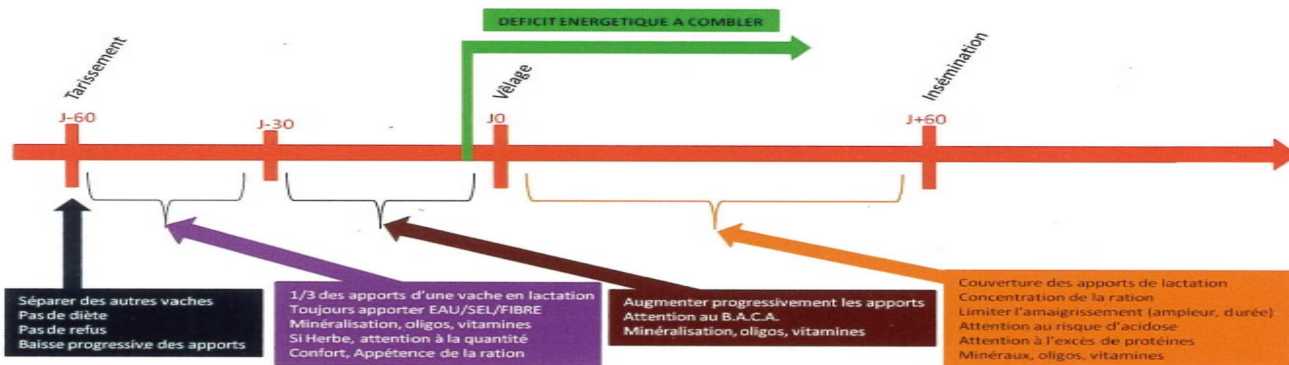 DEFICIT ENERGETIQUE A COMBLER
Tarissement
Vêlage
Insémination
J-60
J-30
J0
J+60
Séparer des autres vaches
Pas de diète
Pas de refus
Baisse progressive des apports
1/3 des apports d'une vache en lactation
Toujours apporter EAU/SEL/FIBRE
Minéralisation, oligos, vitamines
Si Herbe, attention à la quantité
Confort, Appétence de la ration
Augmenter progressivement les apports
Attention au B.A.C.A.
Minéralisation, oligos, vitamines
Couverture des apports de lactation
Concentration de la ration
Limiter l'amaigrissement (ampleur, durée)
Attention au risque d'acidose
Attention à l'excès de protéines
Minéraux, oligos, vitamines